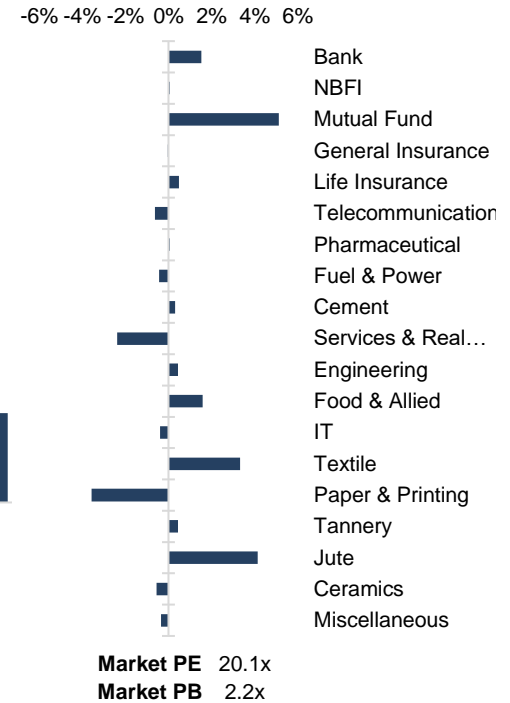 -6% -4% -2% 0% 2% 4% 6%
Bank
NBFI
Mutual Fund
General Insurance
Life Insurance
Telecommunication
Pharmaceutical
Fuel & Power
Cement
Services & Real…
Engineering
Food & Allied
IT
Textile
Paper & Printing
Tannery
Jute
Ceramics
Miscellaneous
Market PE 20.1x
Market PB 2.2x